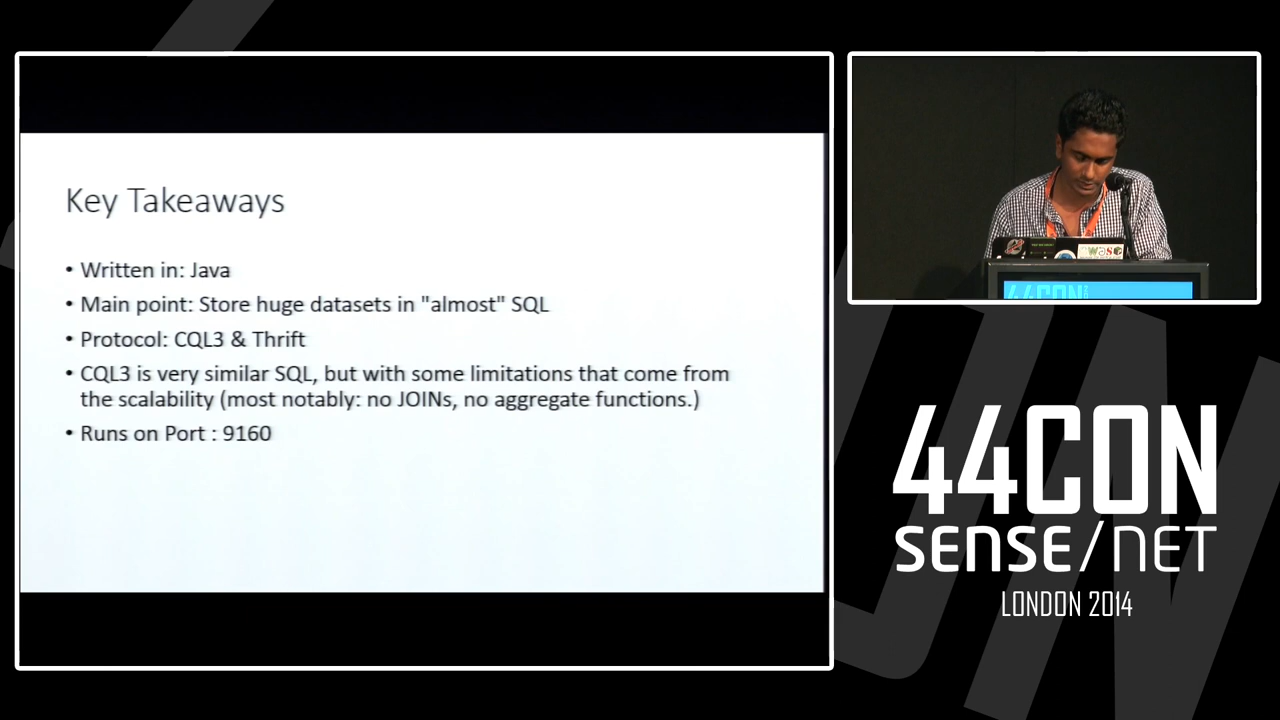 Key Takeaways
• Written in: Java
• Main point: Store huge datasets in "almost" SQL
• Protocol: CQL3 & Thrift
• CQL3 is very similar SQL, but with some limitations that come from
the scalability (most notably: no JOINs, no aggregate functions.)
• Runs on Port : 9160
44CON
44CON
SENSE/NET
LONDON 2014